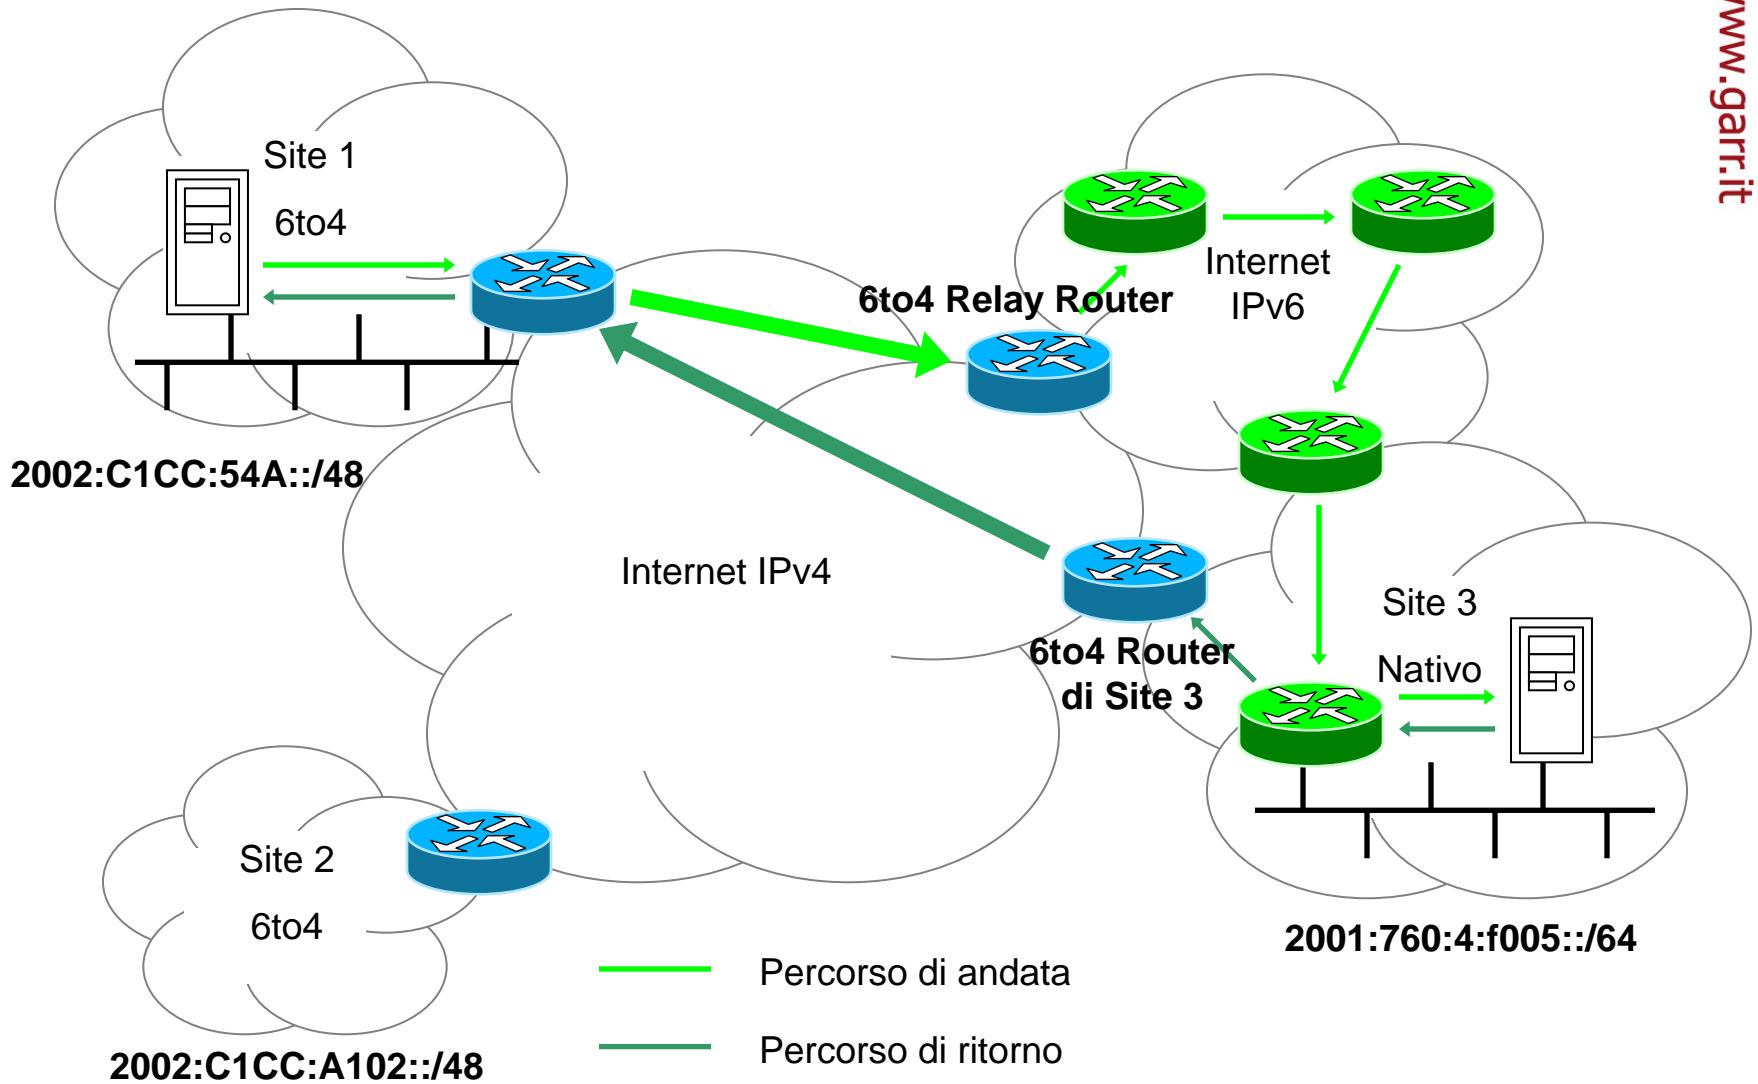 www.garr.it
Site 1
6to4
2002:C1CC:54A::/48
6to4 Relay Router
Internet
IPv6
Internet IPv4
6to4 Router
di Site 3
Site 3
Nativo
2001:760:4:f005::/64
Site 2
6to4
2002:C1CC:A102::/48
Percorso di andata
Percorso di ritorno